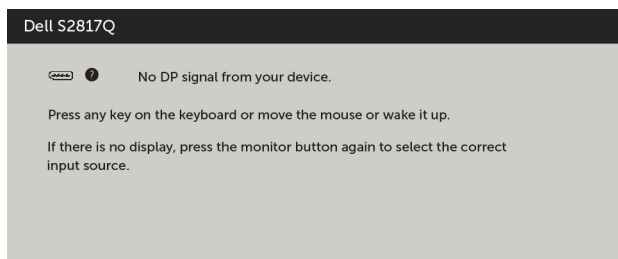 Dell S2817Q
? No DP signal from your device.
Press any key on the keyboard or move the mouse or wake it up.
If there is no display, press the monitor button again to select the correct
input source.